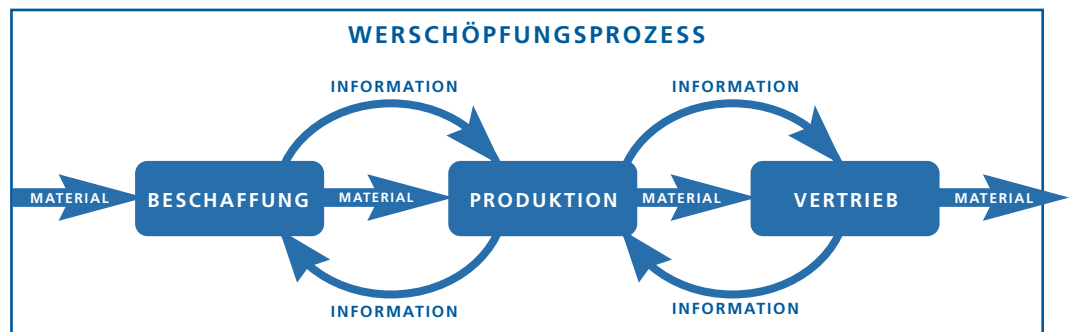 WERSCHÖPFUNGSPROZESS
INFORMATION
INFORMATION
MATERIAL
BESCHAFFUNG
MATERIAL
PRODUKTION
MATERIAL
VERTRIEB
MATERIAL
INFORMATION
INFORMATION